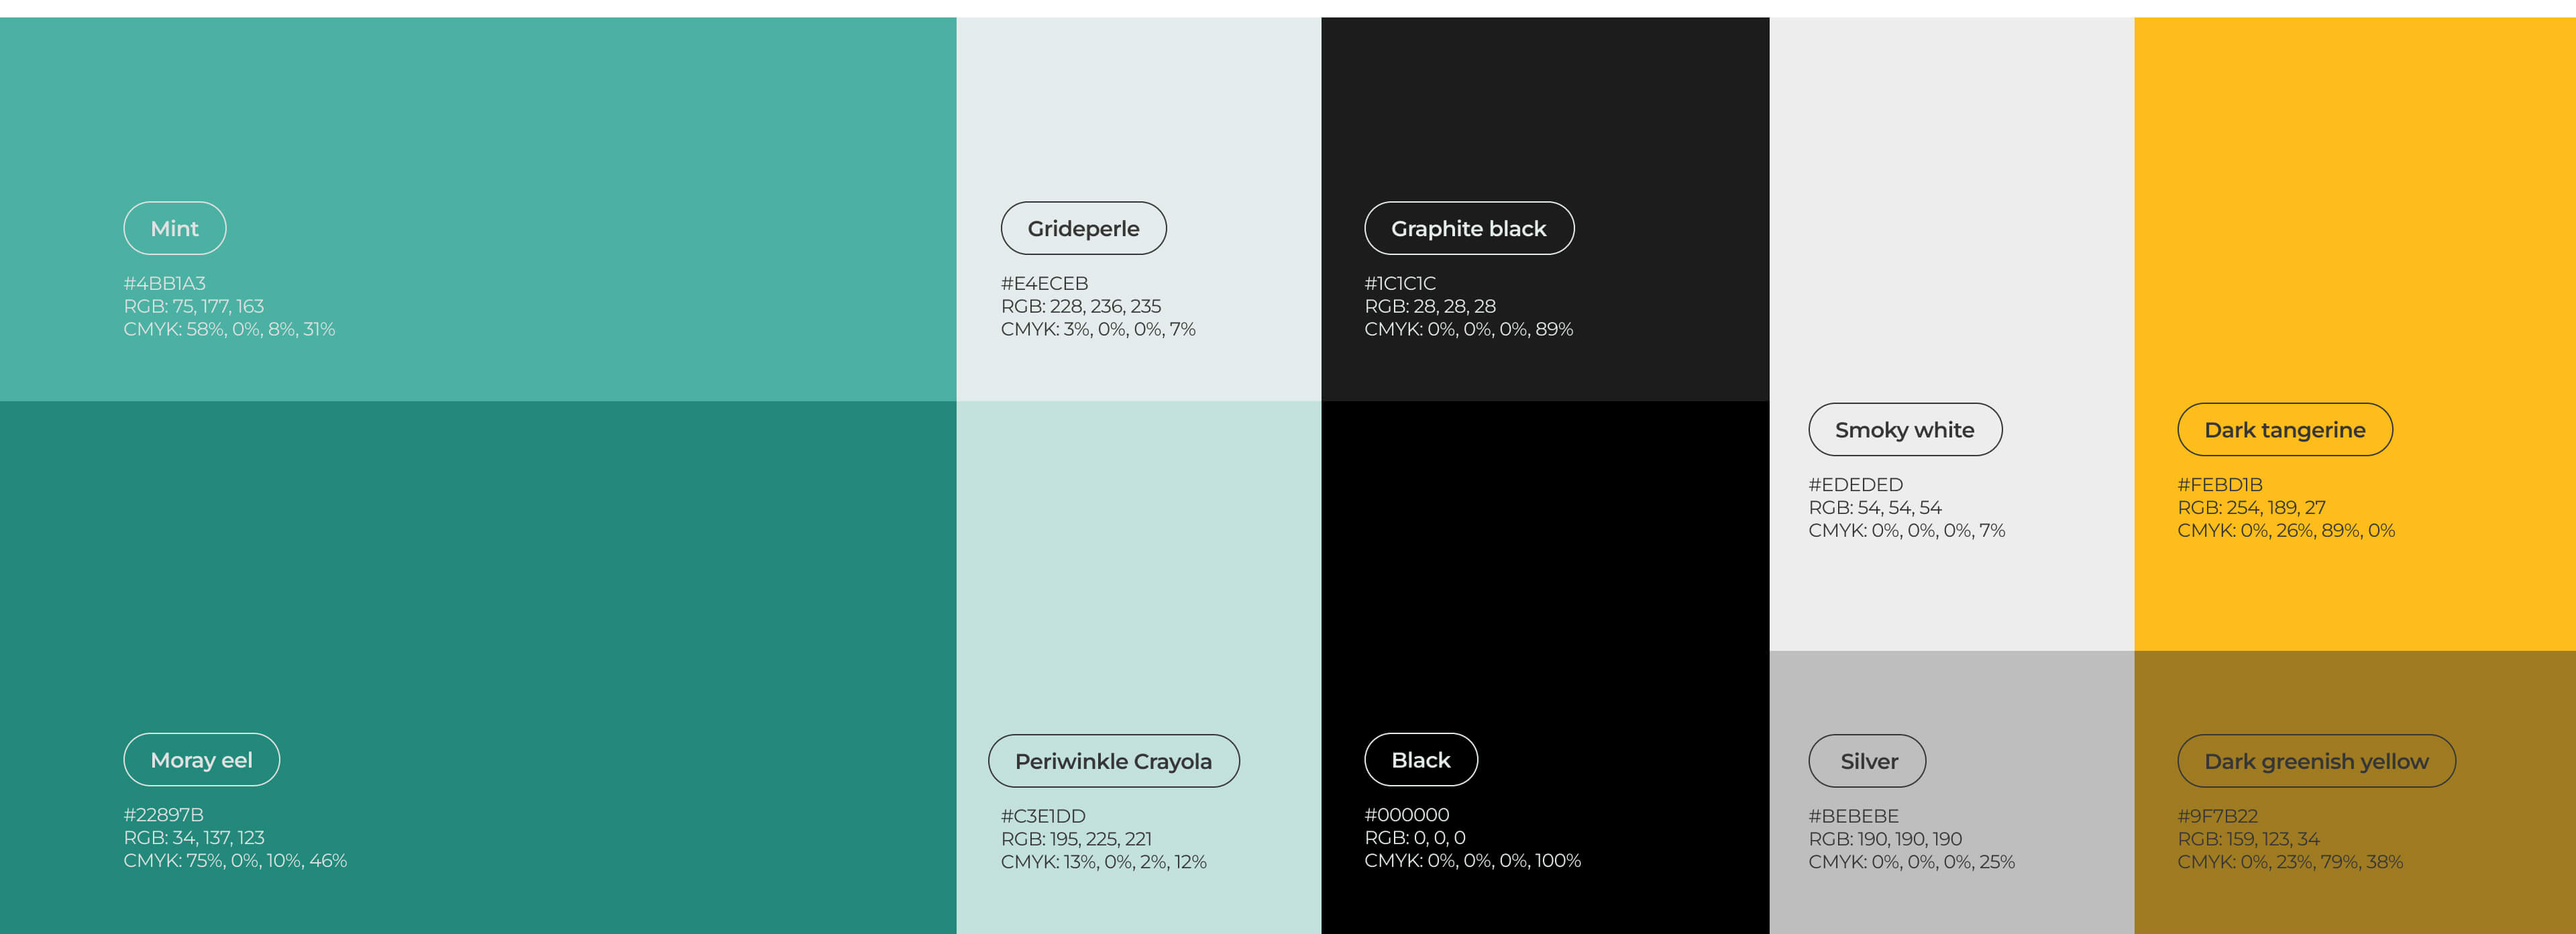 Mint
#4BB1A3
RGB: 75, 177, 163
CMYK: 58%, 0%, 8%, 31%
Grideperle
#E4ECEB
RGB: 228, 236, 235
CMYK: 3%, 0%, 0%, 7%
Graphite black
#1C1C1C
RGB: 28, 28, 28
CMYK: 0%, 0%, 0%, 89%
Smoky white
#EDEDED
RGB: 54, 54, 54
CMYK: 0%, 0%, 0%, 7%
Dark tangerine
#FEBD1B
RGB: 254, 189, 27
CMYK: 0%, 26%, 89%, 0%
Moray eel
#22897B
RGB: 34, 137, 123
CMYK: 75%, 0%, 10%, 46%
Periwinkle Crayola
#C3E1DD
RGB: 195, 225, 221
CMYK: 13%, 0%, 2%, 12%
Black
#000000
RGB: 0, 0, 0
CMYK: 0%, 0%, 0%, 100%
Silver
#BEBEBE
RGB: 190, 190, 190
CMYK: 0%, 0%, 0%, 25%
Dark greenish yellow
#9F7B22
RGB: 159, 123, 34
CMYK: 0%, 23%, 79%, 38%